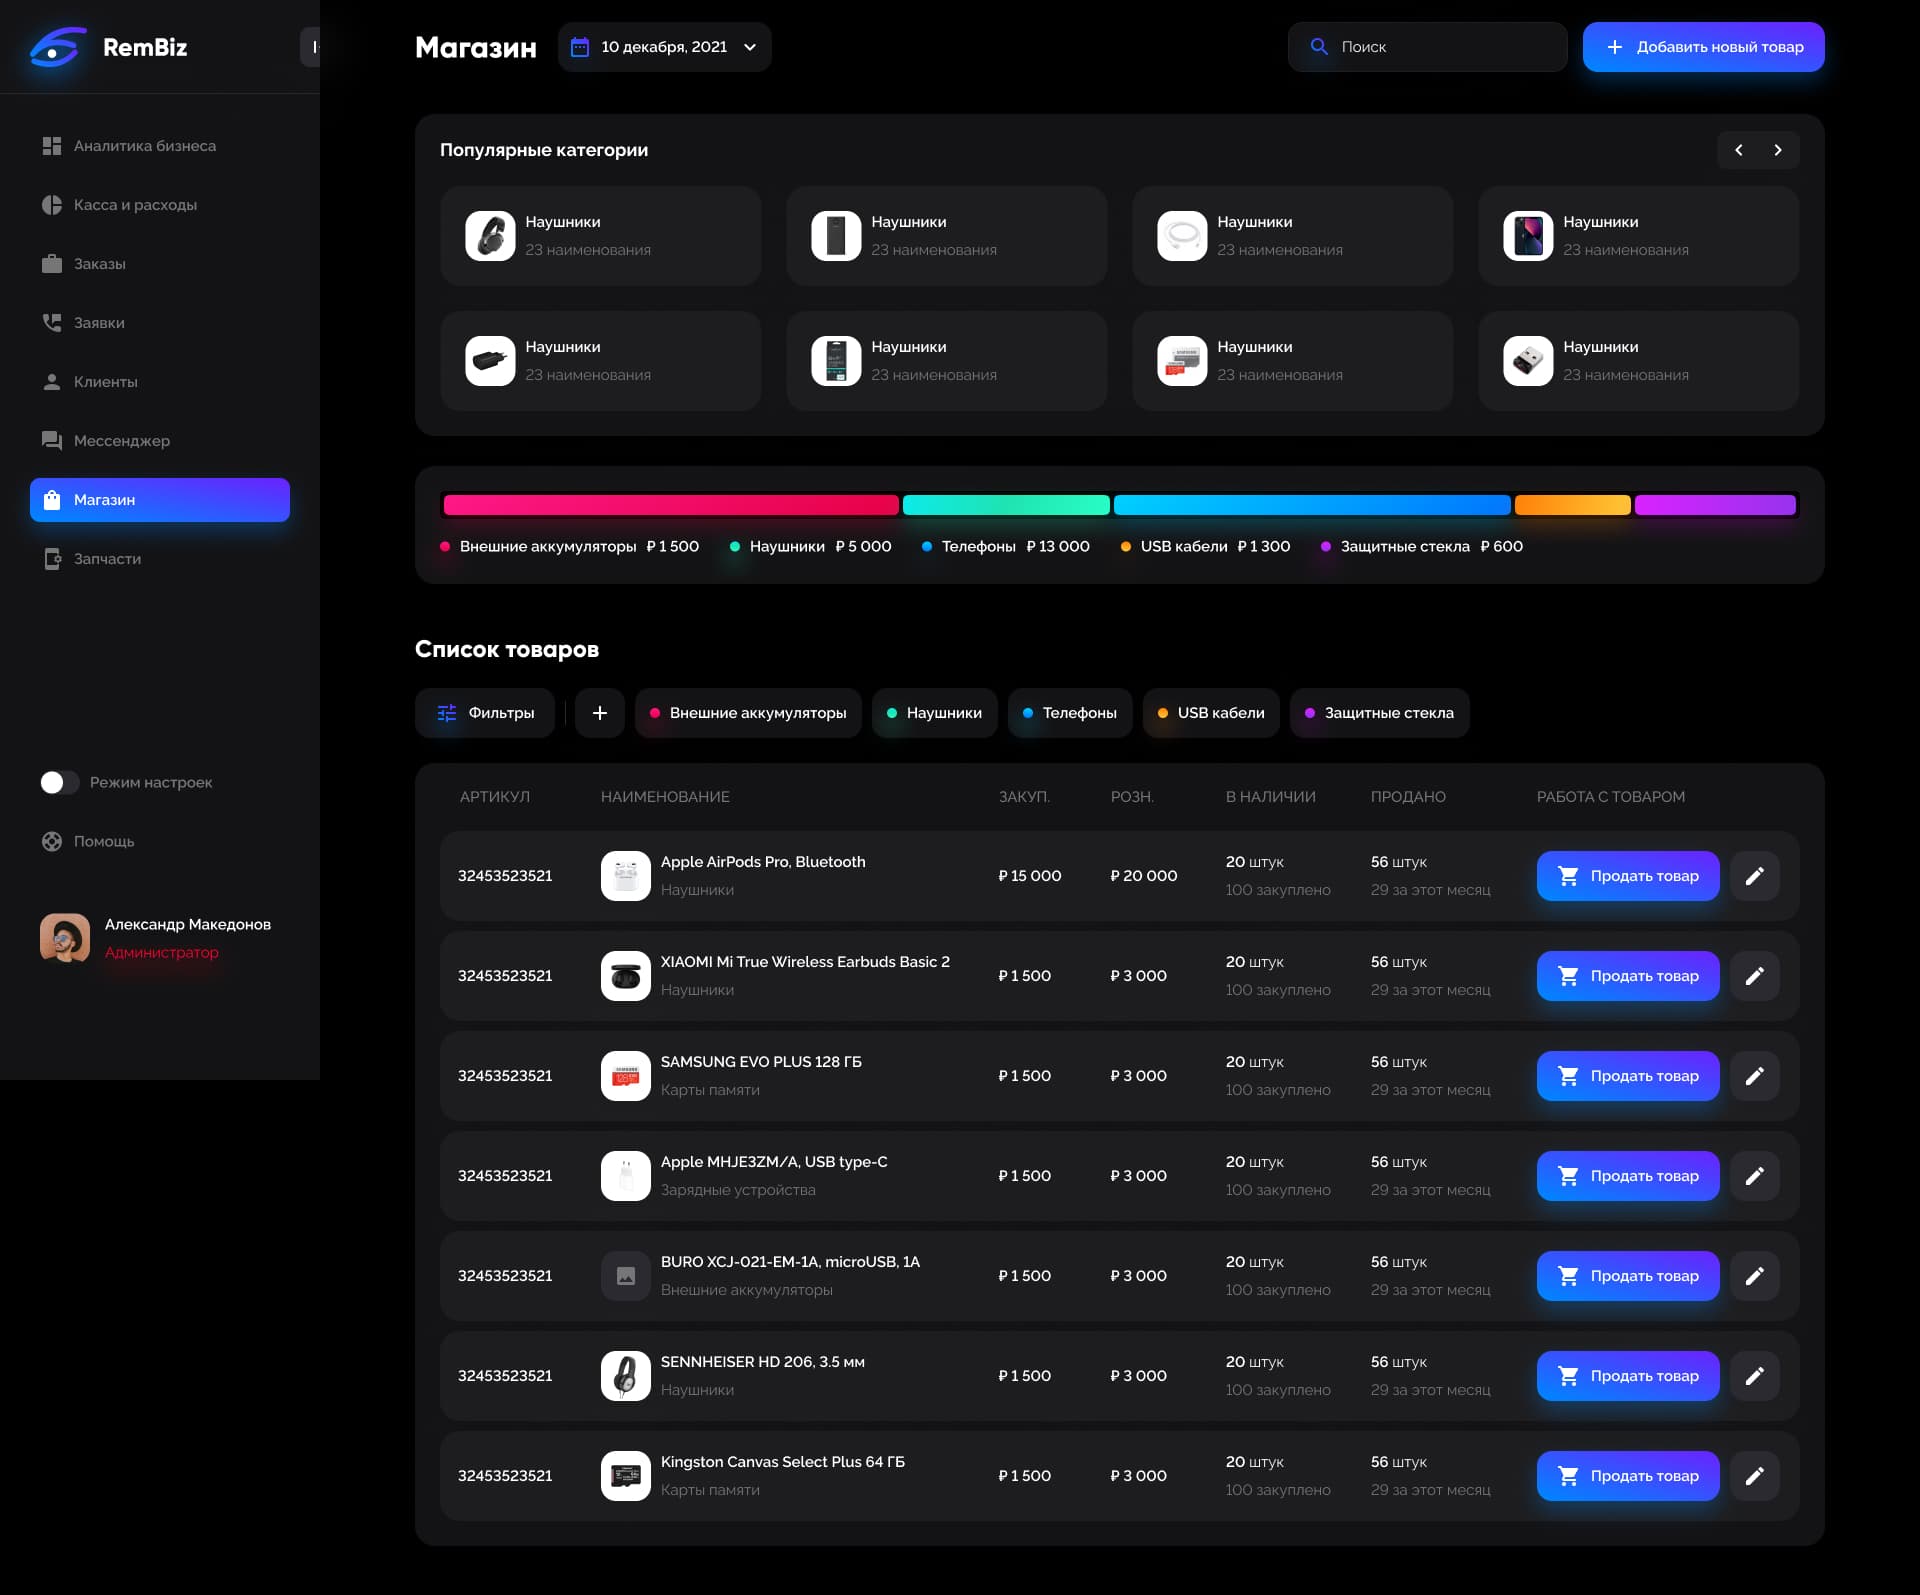 RemBiz
Аналитика бизнеса
Касса и расходы
Заказы
Заявки
Клиенты
Мессенджер
Магазин
Запчасти
Режим настроек
Помощь
Александр Македонов
Администратор
Магазин
10 декабря, 2021
Поиск
Добавить новый товар
Популярные категории
Наушники
23 наименования
Наушники
23 наименования
Наушники
23 наименования
Наушники
23 наименования
Наушники
23 наименования
Наушники
23 наименования
Наушники
23 наименования
Наушники
23 наименования
Внешние аккумуляторы ₽ 1 500
Наушники ₽ 5 000
Телефоны ₽ 13 000
USB кабели ₽ 1 300
Защитные стекла ₽ 600
Список товаров
Фильтры
Внешние аккумуляторы
Наушники
Телефоны
USB кабели
Защитные стекла
АРТИКУЛ НАИМЕНОВАНИЕ ЗАКУП. РОЗН. В НАЛИЧИИ ПРОДАНО РАБОТА С ТОВАРОМ
32453523521
Apple AirPods Pro, Bluetooth
Наушники
₽ 15 000
₽ 20 000
20 штук
100 закуплено
56 штук
29 за этот месяц
Продать товар
32453523521
XIAOMI Mi True Wireless Earbuds Basic 2
Наушники
₽ 1 500
₽ 3 000
20 штук
100 закуплено
56 штук
29 за этот месяц
Продать товар
32453523521
SAMSUNG EVO PLUS 128 ГБ
Карты памяти
₽ 1 500
₽ 3 000
20 штук
100 закуплено
56 штук
29 за этот месяц
Продать товар
32453523521
Apple MHJE3ZM/A, USB type-C
Зарядные устройства
₽ 1 500
₽ 3 000
20 штук
100 закуплено
56 штук
29 за этот месяц
Продать товар
32453523521
BURO XCJ-021-EM-1A, microUSB, 1A
Внешние аккумуляторы
₽ 1 500
₽ 3 000
20 штук
100 закуплено
56 штук
29 за этот месяц
Продать товар
32453523521
SENNHEISER HD 206, 3.5 мм
Наушники
₽ 1 500
₽ 3 000
20 штук
100 закуплено
56 штук
29 за этот месяц
Продать товар
32453523521
Kingston Canvas Select Plus 64 ГБ
Карты памяти
₽ 1 500
₽ 3 000
20 штук
100 закуплено
56 штук
29 за этот месяц
Продать товар